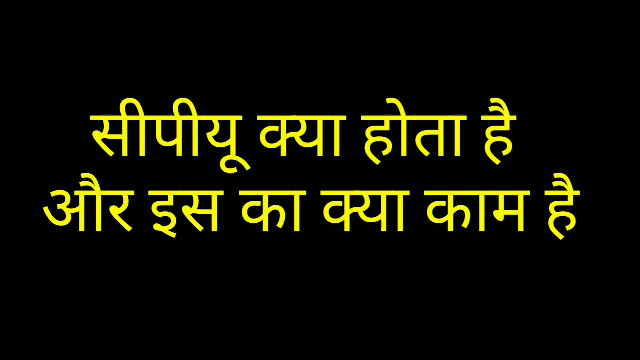 सीपीयू क्या होता है
और इस का क्या काम है